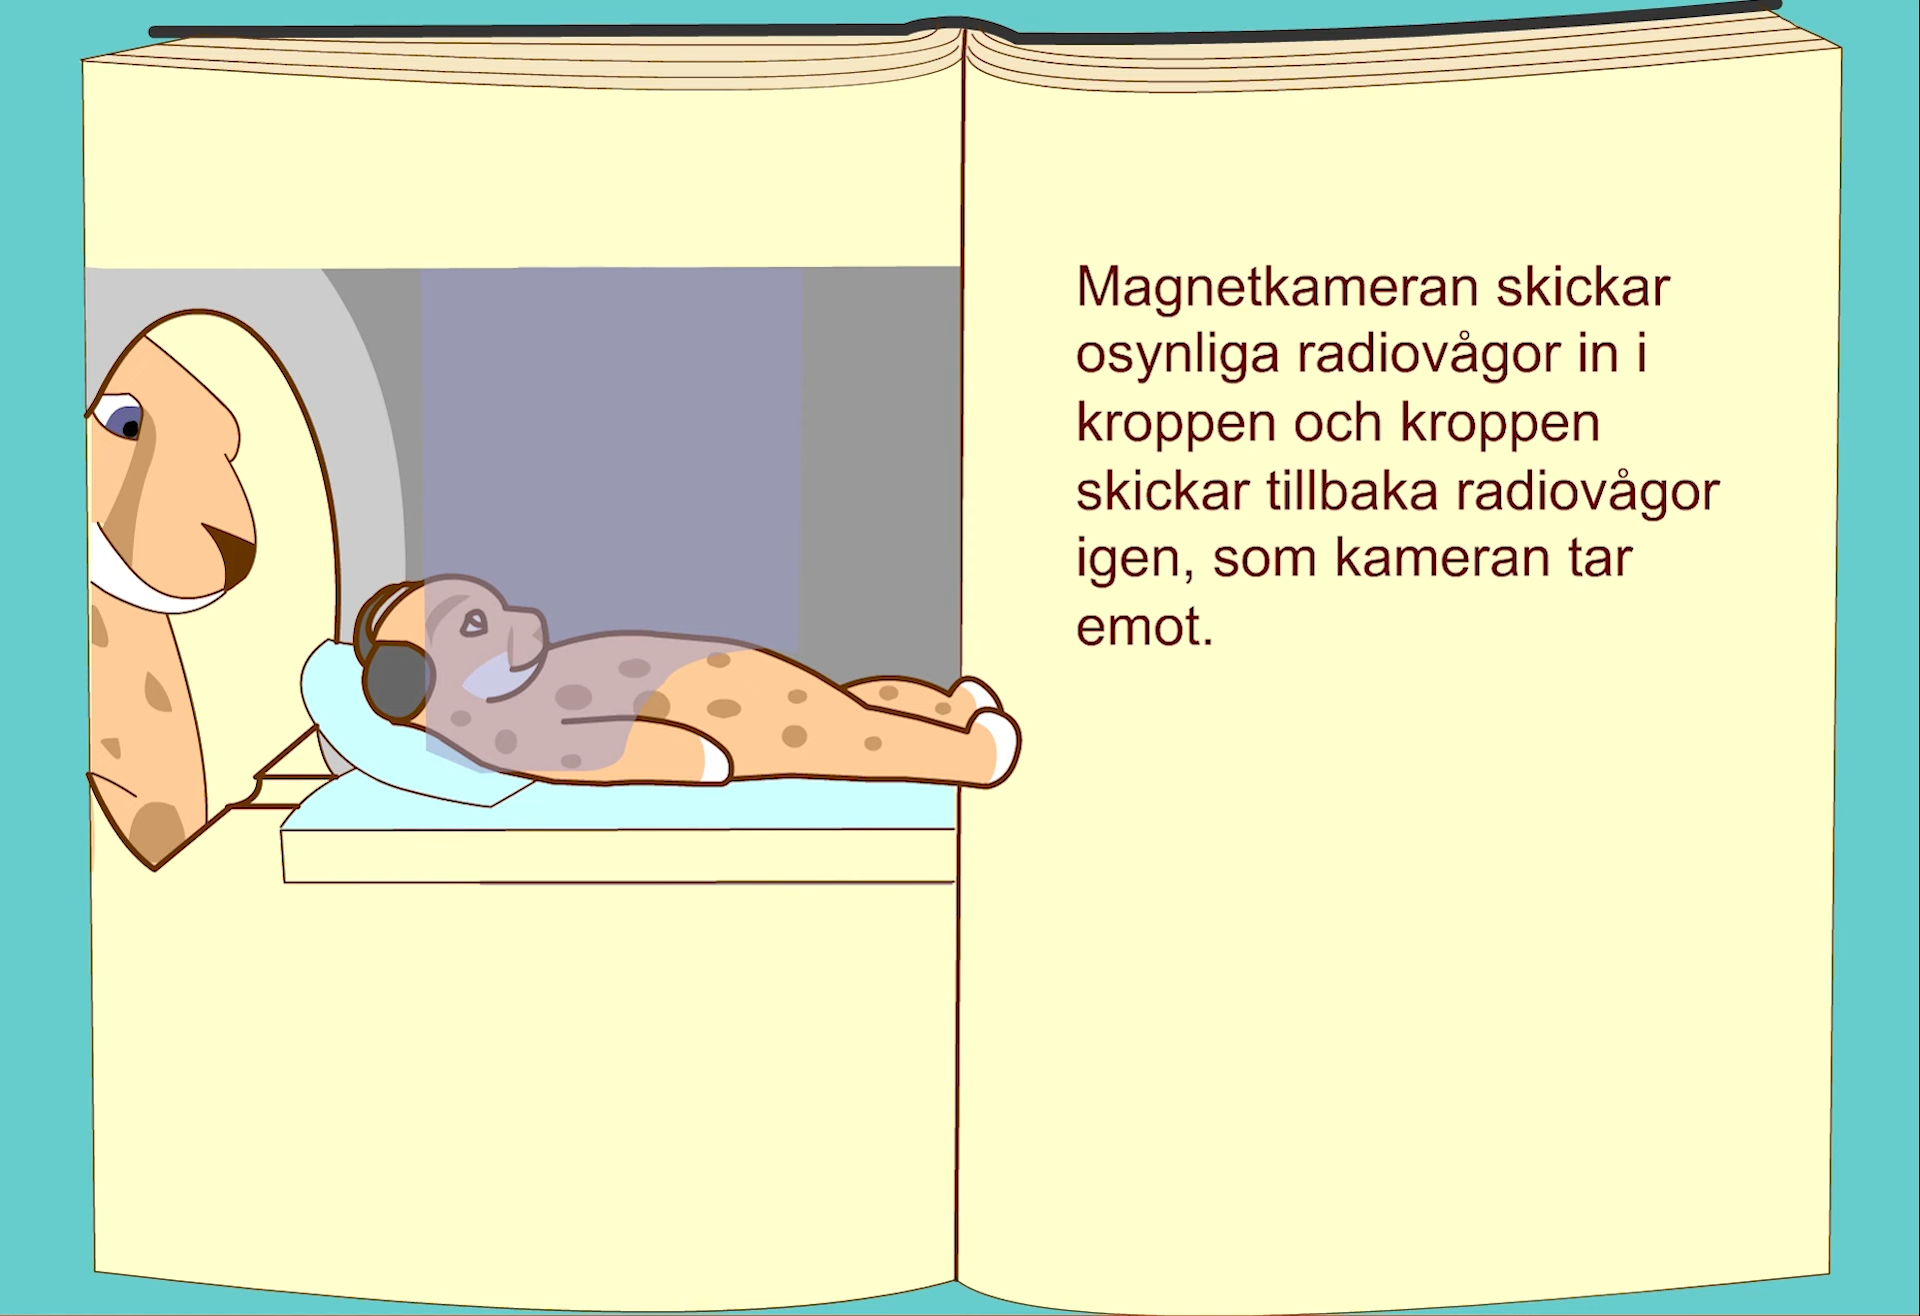 Magnetkameran skickar
osynliga radiovågor in i
kroppen och kroppen
skickar tillbaka radiovågor
igen, som kameran tar
emot.